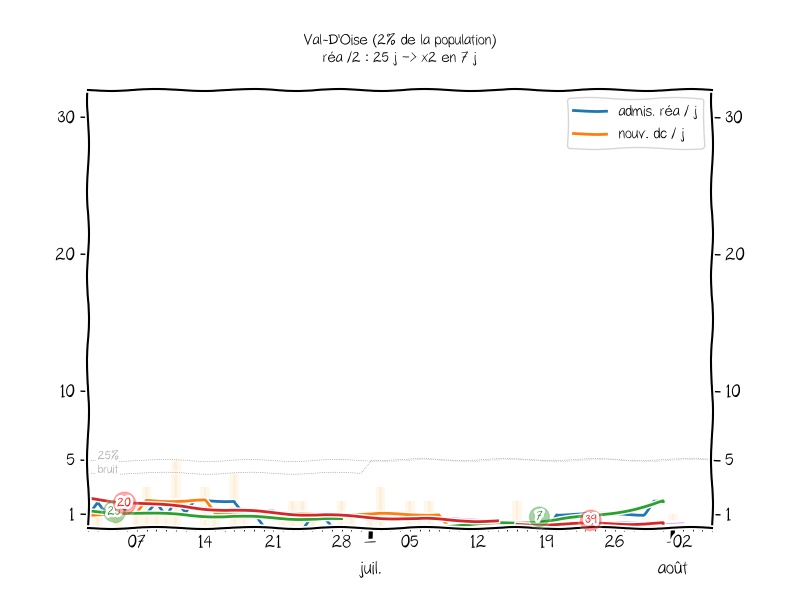 Val-D'Oise (2% de la population)
réa /2 : 25 j -> x2 en 7 j
30 30
admis. réa / j
nouv. dc / j
20 20
10 10
5 25% 5
bruit
1 20 7 39 1
07 14 21 28 05 12 19 26 02
juil. août